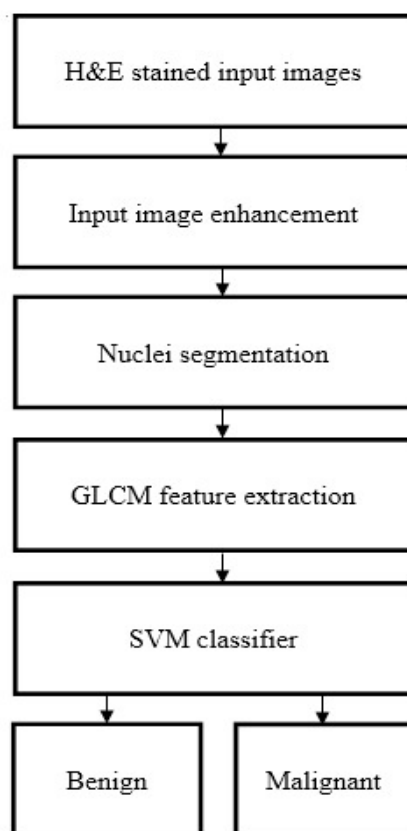 H&E stained input images
Input image enhancement
Nuclei segmentation
GLCM feature extraction
SVM classifier
Benign
Malignant